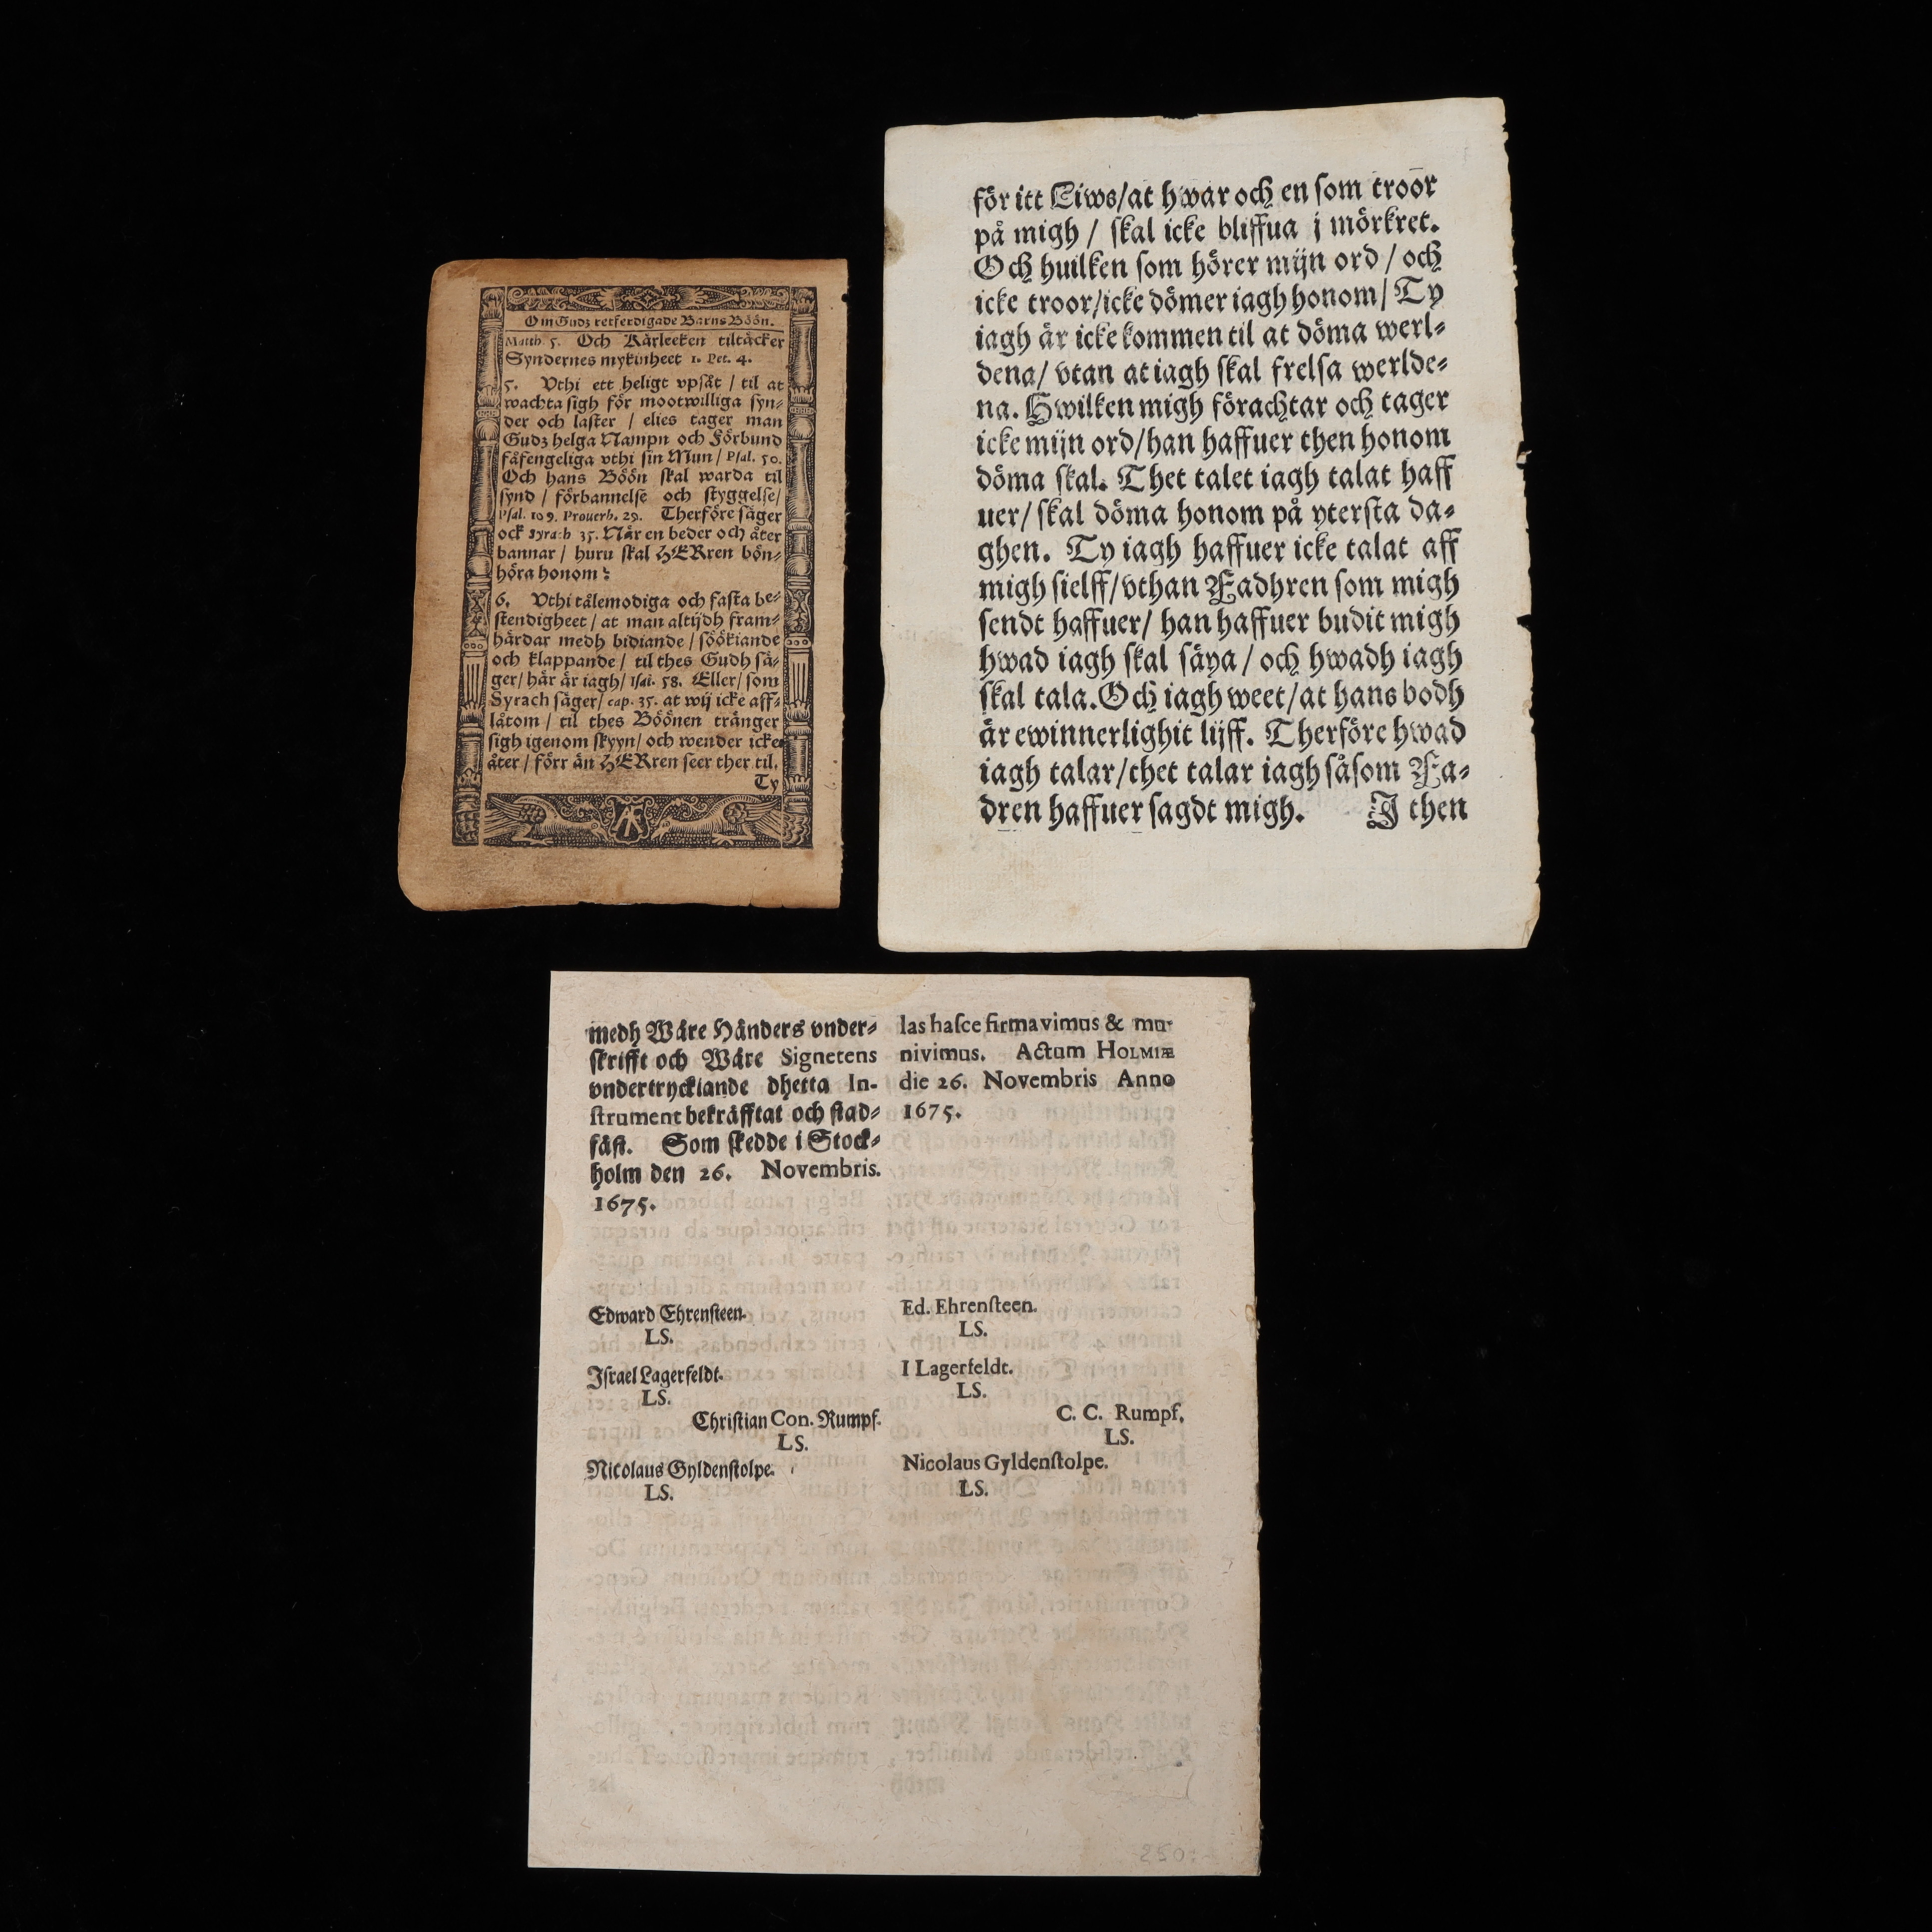 Om Gudz retferdigade Barns Böön.
Matth. 5. Och Kärleeken tiltäcker
Syndernes mykinheet 1. Pet. 4.
5. Vthi ett heligt vpsåt / til at
wachta sigh för mootwilliga syn⸗
der och laster / elies tager man
Gudz helga Nampn och Förbund
fåfengeliga vthi sin Mun / Psal. 50.
Och hans Böön skal warda til
synd / förbannelse och styggelse/
Psal. 109. Prouerb. 29. Therföre säger
ock Syrach 35. När en beder och åter
bannar / huru skal HERren bön⸗
höra honom?
6. Vthi tålemodiga och fasta be⸗
stendigheet / at man altijdh fram⸗
härdar medh bidiande / söökiande
och klappande / til thes Gudh sä⸗
ger/ här är iagh/ Isai. 58. Eller/ som
Syrach säger/ cap. 35. at wij icke aff⸗
låtom / til thes Böönen tränger
sigh igenom skyyn/ och wender icke
åter / förr än HERren seer ther til.
Ty
för itt Liws/at hwar och en som troor
på migh / skal icke bliffua j mörkret.
Och huilken som hörer mijn ord / och
icke troor/icke dömer iagh honom/ Ty
iagh är icke kommen til at döma werl⸗
dena/ vtan at iagh skal frelsa werlde⸗
na. Hwilken migh förachtar och tager
icke mijn ord/han haffuer then honom
döma skal. Thet talet iagh talat haff
uer/ skal döma honom på ytersta da⸗
ghen. Ty iagh haffuer icke talat aff
migh sielff/vthan Fadhren som migh
sendt haffuer/ han haffuer budit migh
hwad iagh skal säya / och hwadh iagh
skal tala. Och iagh weet/at hans bodh
är ewinnerlighit lijff. Therföre hwad
iagh talar/thet talar iagh såsom Fa⸗
dren haffuer sagdt migh. J then
medh Wåre Händers vnder⸗
skrifft och Wåre Signetens
vndertryckiande dhetta In-
strument bekräfftat och stad⸗
fäst. Som skedde i Stock⸗
holm den 26. Novembris.
1675.
Edward Ehrensteen.
LS.
Israel Lagerfeldt.
LS.
Christian Con. Rumpf.
LS.
Nicolaus Gyldenstolpe.
LS.
las hasce firmavimus & mu-
nivimus. Actum HOLMIÆ
die 26. Novembris Anno
1675.
Ed. Ehrensteen.
LS.
I Lagerfeldt.
LS.
C. C. Rumpf,
LS.
Nicolaus Gyldenstolpe.
LS.